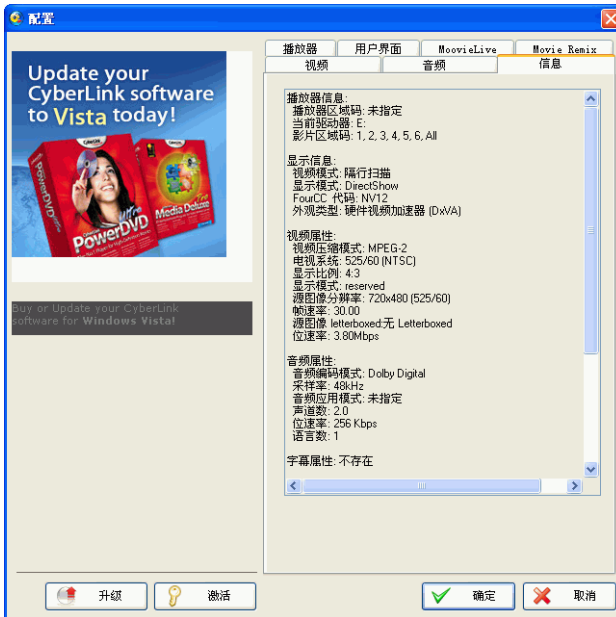 配置
播放器
用户界面
MoovieLive
Movie Remix
视频
音频
信息
Update your
CyberLink software
to Vista today!
PowerDVD
Ultra
Media Deluxe
Buy or Update your CyberLink
software for Windows Vista!
播放器信息:
播放器区域码: 未指定
当前驱动器: E:
影片区域码: 1, 2, 3, 4, 5, 6, All
显示信息:
视频模式: 隔行扫描
显示模式: DirectShow
FourCC 代码: NV12
外观类型: 硬件视频加速器 (DxVA)
视频属性:
视频压缩模式: MPEG-2
电视系统: 525/60 (NTSC)
显示比例: 4:3
显示模式: reserved
源图像分辨率: 720x480 (525/60)
帧速率: 30.00
源图像 letterboxed:无 Letterboxed
位速率: 3.80Mbps
音频属性:
音频编码模式: Dolby Digital
采样率: 48kHz
音频应用模式: 未指定
声道数: 2.0
位速率: 256 Kbps
语言数: 1
字幕属性: 不存在
升级
激活
确定
取消